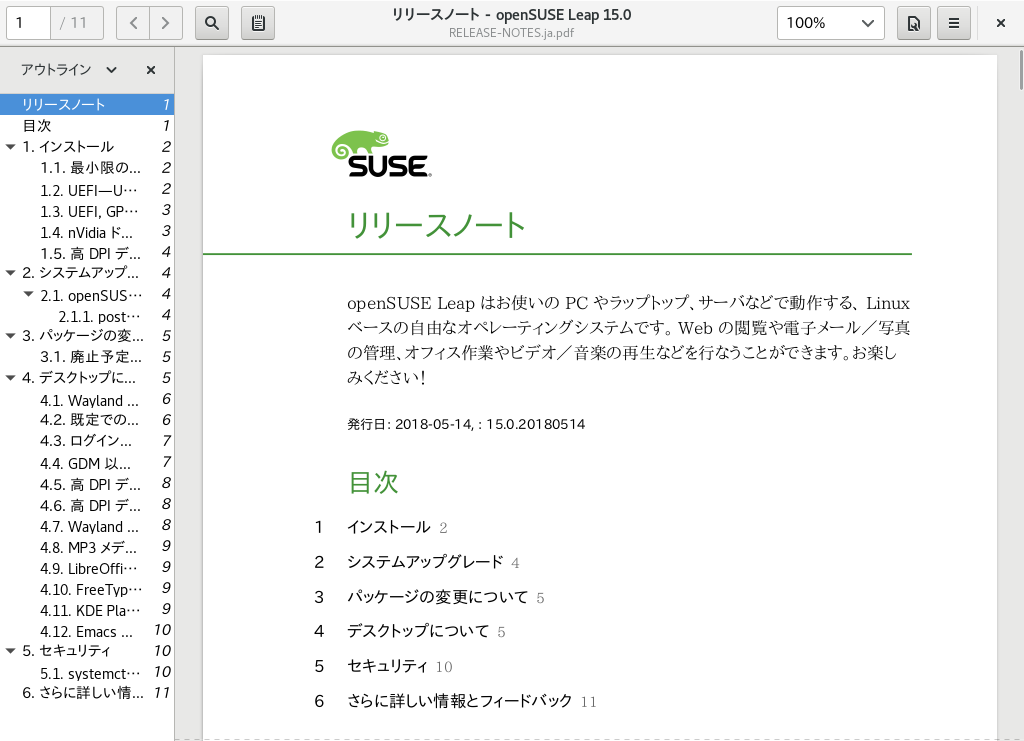 1 / 11
リリースノート - openSUSE Leap 15.0
RELEASE-NOTES.ja.pdf
100%
アウトライン
リリースノート 1
目次 1
1. インストール 2
1.1. 最小限の... 2
1.2. UEFI—U... 2
1.3. UEFI, GP... 3
1.4. nVidia ド... 3
1.5. 高 DPI デ... 4
2. システムアップ... 4
2.1. openSUS... 4
2.1.1. post... 4
3. パッケージの変... 5
3.1. 廃止予定... 5
4. デスクトップに... 5
4.1. Wayland ... 6
4.2. 既定での... 6
4.3. ログイン... 7
4.4. GDM 以... 7
4.5. 高 DPI デ... 8
4.6. 高 DPI デ... 8
4.7. Wayland ... 8
4.8. MP3 メデ... 9
4.9. LibreOffi... 9
4.10. FreeTyp... 9
4.11. KDE Pla... 9
4.12. Emacs ... 10
5. セキュリティ 10
5.1. systemct... 10
6. さらに詳しい情... 11
SUSE
リリースノート
openSUSE Leap はお使いの PC やラップトップ、サーバなどで動作する、Linux
ベースの自由なオペレーティングシステムです。Web の閲覧や電子メール／写真
の管理、オフィス作業やビデオ／音楽の再生などを行なうことができます。お楽し
みください！
発行日: 2018-05-14, : 15.0.20180514
目次
1 インストール 2
2 システムアップグレード 4
3 パッケージの変更について 5
4 デスクトップについて 5
5 セキュリティ 10
6 さらに詳しい情報とフィードバック 11